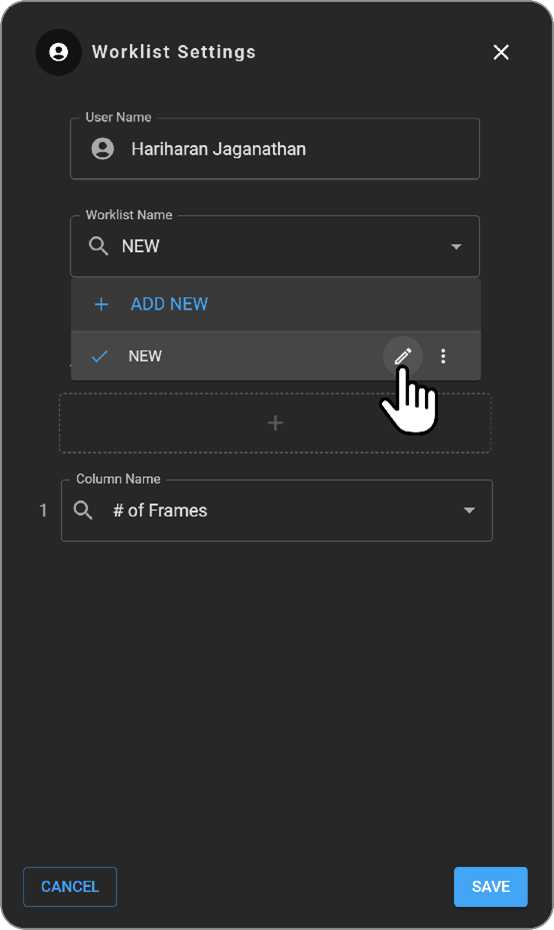 Worklist Settings
User Name
Hariharan Jaganathan
Worklist Name
NEW
ADD NEW
NEW
Column Name
1
# of Frames
CANCEL
SAVE